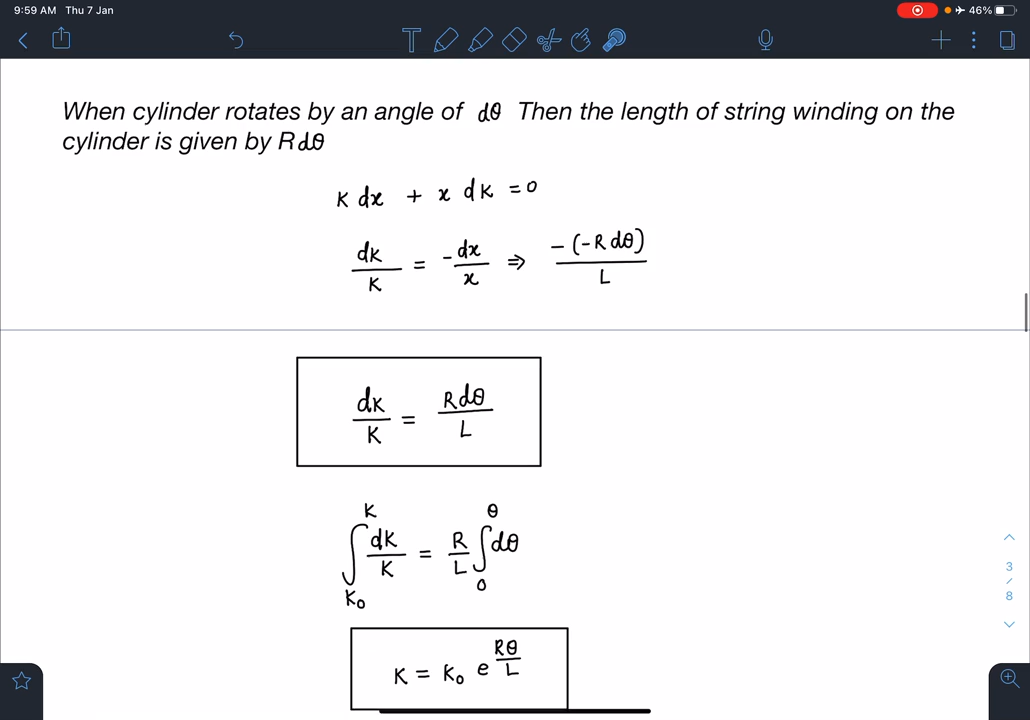 9:59 AM Thu 7 Jan
46%
T
When cylinder rotates by an angle of dθ Then the length of string winding on the
cylinder is given by R dθ
K dx + x dK = 0
dK/K = - dx/x ⇒ -(-R dθ)/L
dK/K = R dθ/L
∫_{K₀}^{K} dK/K = R/L ∫_{0}^{θ} dθ
K = K₀ e^{Rθ/L}
3
/
8